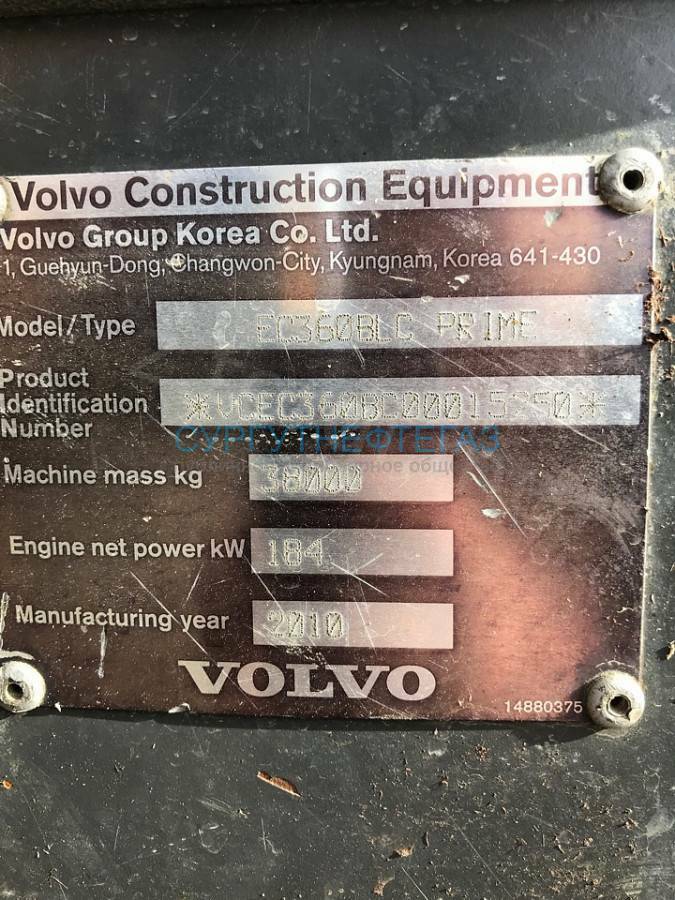 Volvo Construction Equipment
Volvo Group Korea Co. Ltd.
-1, Guehyun-Dong, Changwon-City, Kyungnam, Korea 641-430
Model/Type EC360BLC PRIME
Product
Identification
Number
СУРГУТНЕФТЕГАЗ
Machine mass kg 38000
Engine net power kW 184
Manufacturing year 2010
VOLVO
14880375